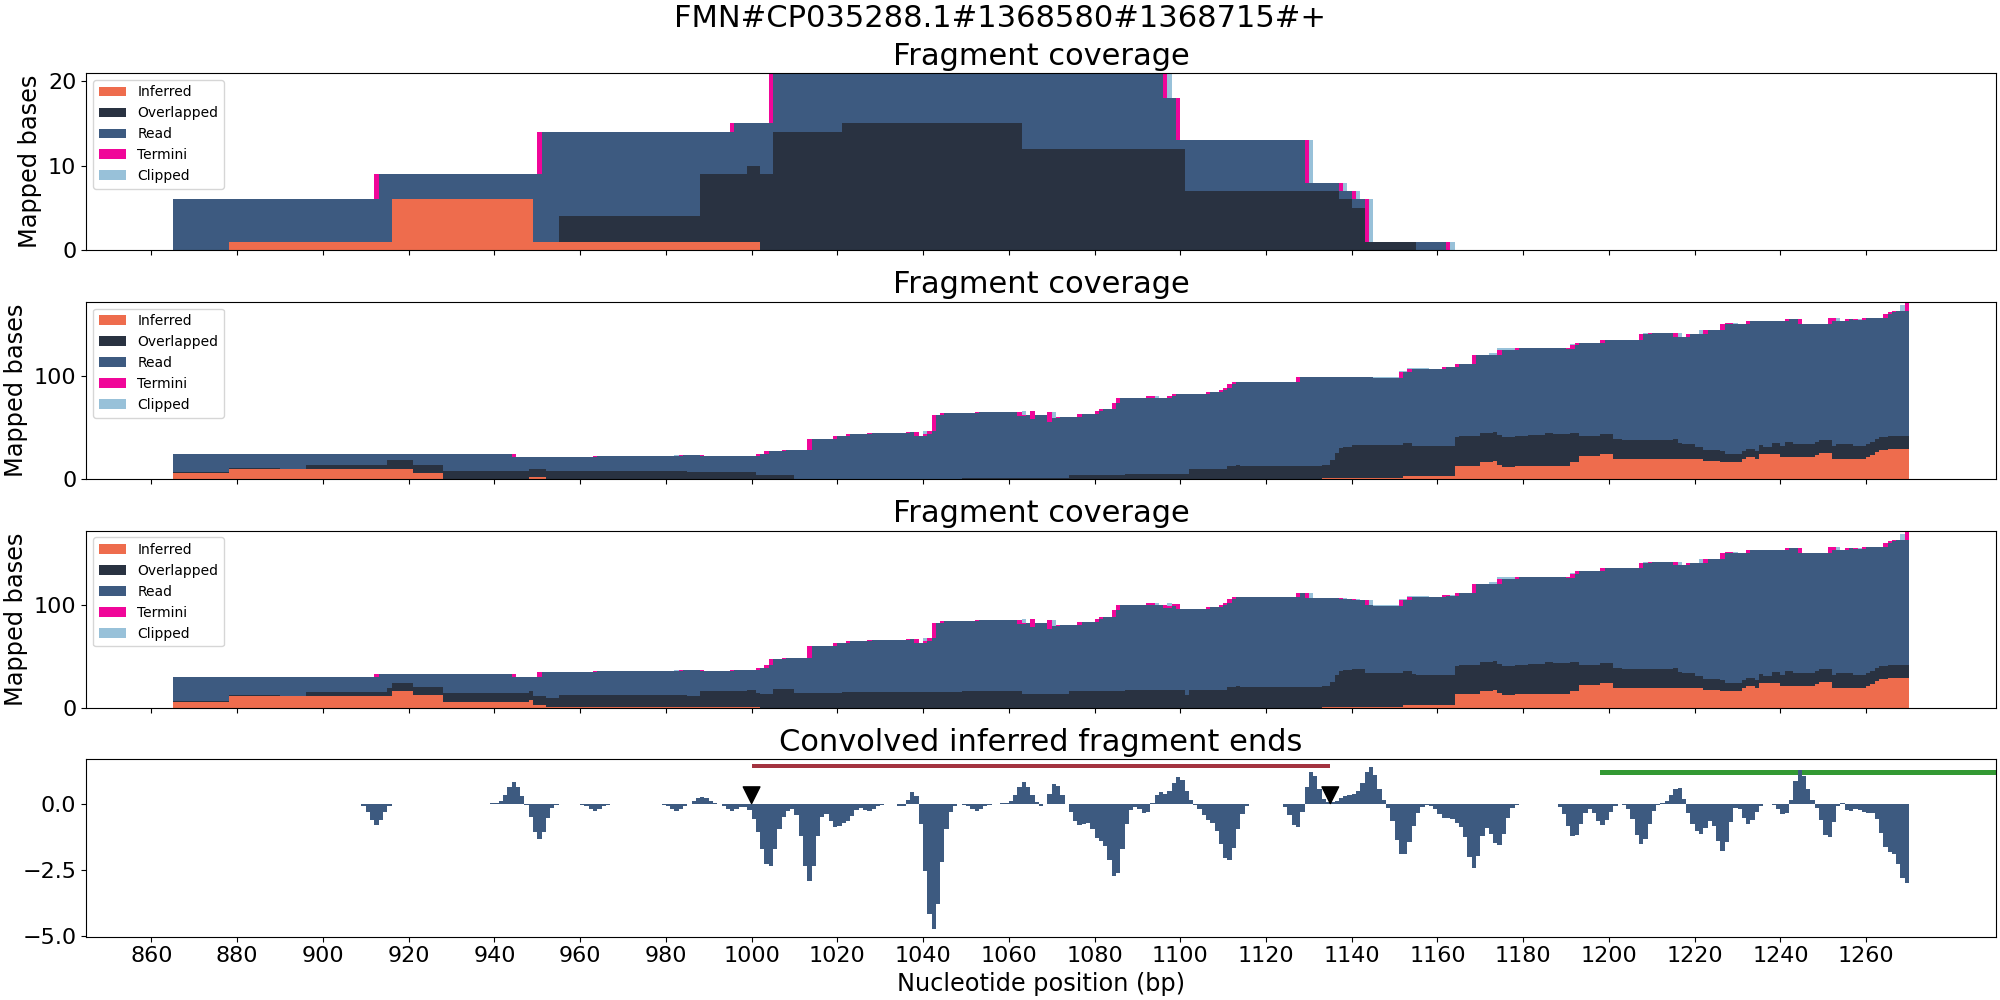 FMN#CP035288.1#1368580#1368715#+
Fragment coverage
Mapped bases
20
10
0
Inferred
Overlapped
Read
Termini
Clipped
Fragment coverage
Mapped bases
100
0
Inferred
Overlapped
Read
Termini
Clipped
Fragment coverage
Mapped bases
100
0
Inferred
Overlapped
Read
Termini
Clipped
Convolved inferred fragment ends
0.0
−2.5
−5.0
860 880 900 920 940 960 980 1000 1020 1040 1060 1080 1100 1120 1140 1160 1180 1200 1220 1240 1260
Nucleotide position (bp)